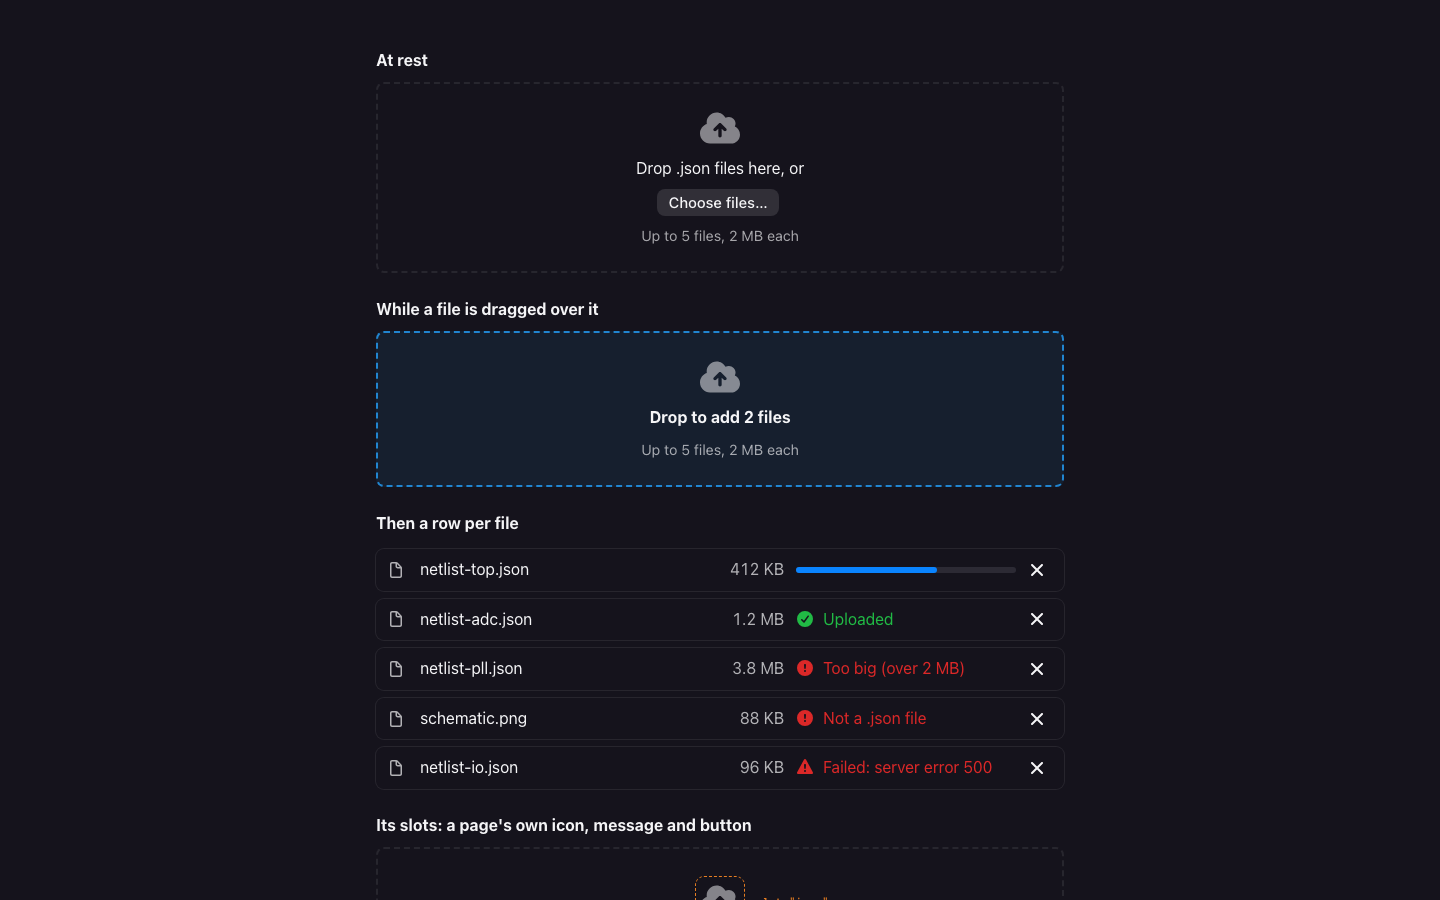 At rest
Drop .json files here, or
Choose files...
Up to 5 files, 2 MB each
While a file is dragged over it
Drop to add 2 files
Up to 5 files, 2 MB each
Then a row per file
netlist-top.json 412 KB
netlist-adc.json 1.2 MB Uploaded
netlist-pll.json 3.8 MB Too big (over 2 MB)
schematic.png 88 KB Not a .json file
netlist-io.json 96 KB Failed: server error 500
Its slots: a page's own icon, message and button